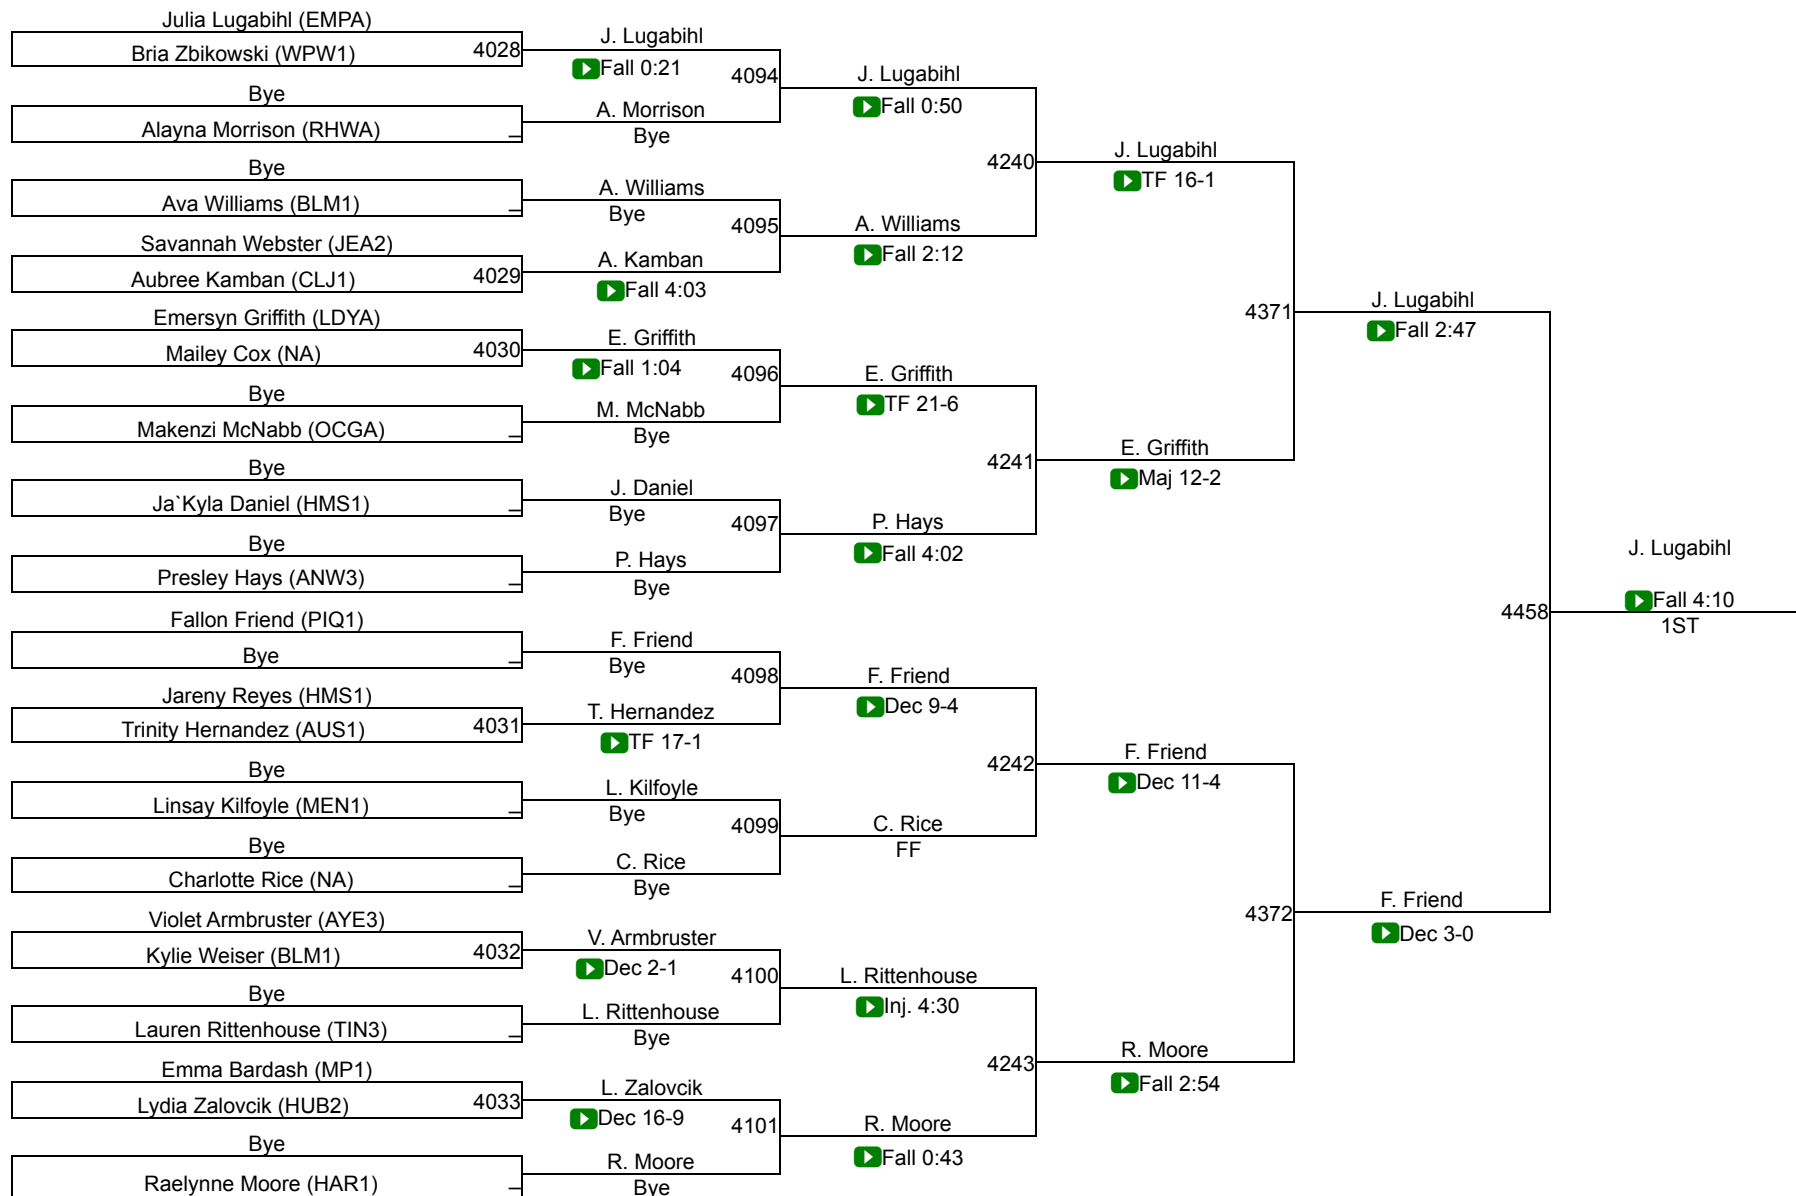 Julia Lugabihl (EMPA)
Bria Zbikowski (WPW1)
4028
Bye
Alayna Morrison (RHWA)
Bye
Ava Williams (BLM1)
Savannah Webster (JEA2)
Aubree Kamban (CLJ1)
4029
Emersyn Griffith (LDYA)
Mailey Cox (NA)
4030
Bye
Makenzi McNabb (OCGA)
Bye
Ja`Kyla Daniel (HMS1)
Bye
Presley Hays (ANW3)
Fallon Friend (PIQ1)
Bye
Jareny Reyes (HMS1)
Trinity Hernandez (AUS1)
4031
Bye
Linsay Kilfoyle (MEN1)
Bye
Charlotte Rice (NA)
Violet Armbruster (AYE3)
Kylie Weiser (BLM1)
4032
Bye
Lauren Rittenhouse (TIN3)
Emma Bardash (MP1)
Lydia Zalovcik (HUB2)
4033
Bye
Raelynne Moore (HAR1)
J. Lugabihl
Fall 0:21
4094
A. Morrison
Bye
A. Williams
Bye
4095
A. Kamban
Fall 4:03
E. Griffith
Fall 1:04
4096
M. McNabb
Bye
J. Daniel
Bye
4097
P. Hays
Bye
F. Friend
Bye
4098
T. Hernandez
TF 17-1
L. Kilfoyle
Bye
4099
C. Rice
Bye
V. Armbruster
Dec 2-1
4100
L. Rittenhouse
Bye
L. Zalovcik
Dec 16-9
4101
R. Moore
Bye
J. Lugabihl
Fall 0:50
4240
A. Williams
Fall 2:12
E. Griffith
TF 21-6
4241
P. Hays
Fall 4:02
F. Friend
Dec 9-4
4242
C. Rice
FF
L. Rittenhouse
Inj. 4:30
4243
R. Moore
Fall 0:43
J. Lugabihl
TF 16-1
4371
E. Griffith
Maj 12-2
F. Friend
Dec 11-4
4372
R. Moore
Fall 2:54
J. Lugabihl
Fall 2:47
4458
F. Friend
Dec 3-0
J. Lugabihl
Fall 4:10
1ST